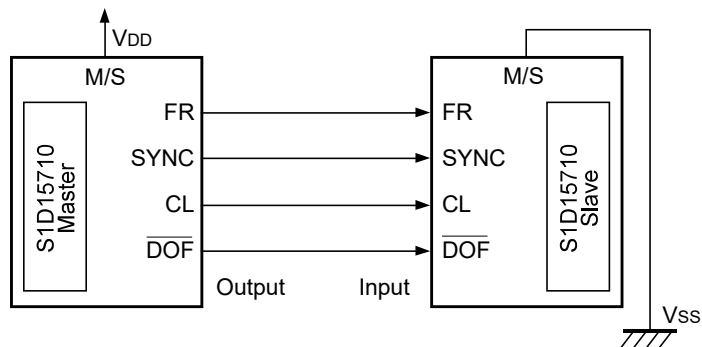 VDD
M/S
M/S
FR
FR
SYNC
SYNC
CL
CL
DOF
DOF
S1D15710
Master
S1D15710
Slave
Output
Input
VSS